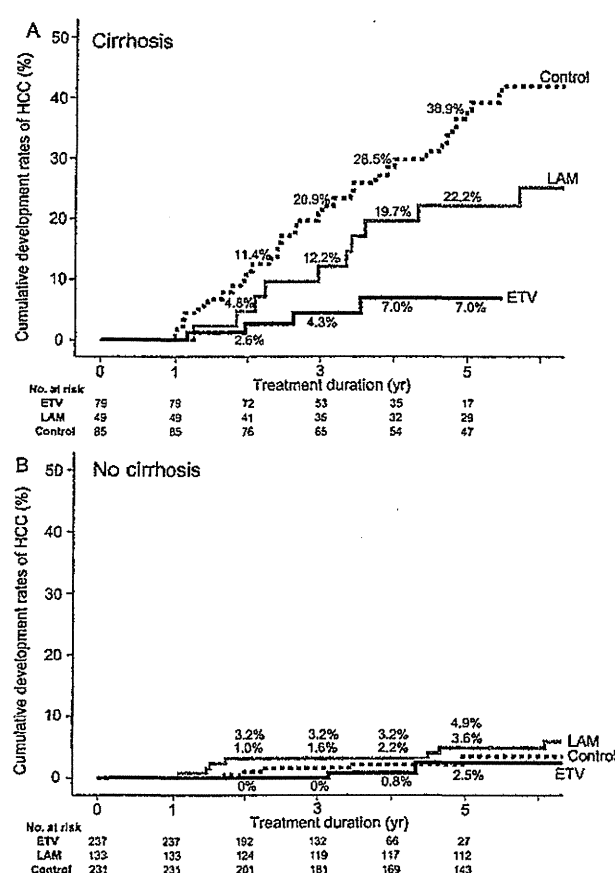 A Cirrhosis
Cumulative development rates of HCC (%)
50
40
30
20
10
0
Control
LAM
ETV
11.4%
20.9%
28.5%
38.9%
4.8%
12.2%
19.7%
22.2%
2.6%
4.3%
7.0%
7.0%
0 1 3 5
Treatment duration (yr)
No. at risk
ETV 79 79 72 53 35 17
LAM 49 49 41 36 32 29
Control 85 85 76 65 54 47
B No cirrhosis
Cumulative development rates of HCC (%)
50
40
30
20
10
0
3.2% 3.2% 3.2% 4.9%
1.0% 1.6% 2.2% 3.6%
0% 0% 0.8% 2.5%
LAM
Control
ETV
0 1 3 5
Treatment duration (yr)
No. at risk
ETV 237 237 192 132 66 27
LAM 133 133 124 119 117 112
Control 231 231 201 181 169 143